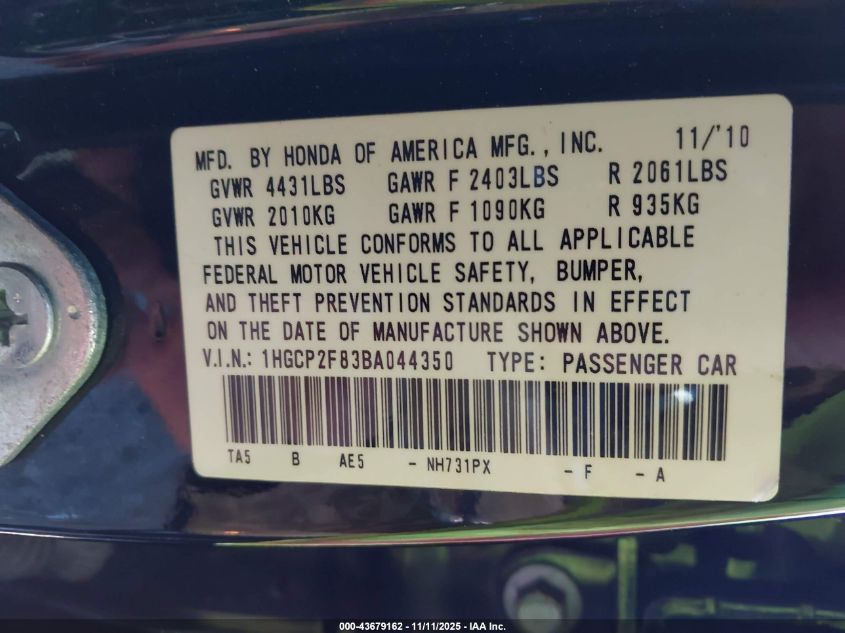 MFD. BY HONDA OF AMERICA MFG., INC. 11/'10
GVWR 4431LBS GAWR F 2403LBS R 2061LBS
GVWR 2010KG GAWR F 1090KG R 935KG
THIS VEHICLE CONFORMS TO ALL APPLICABLE
FEDERAL MOTOR VEHICLE SAFETY, BUMPER,
AND THEFT PREVENTION STANDARDS IN EFFECT
ON THE DATE OF MANUFACTURE SHOWN ABOVE.
V.I.N.: 1HGCP2F83BA044350 TYPE: PASSENGER CAR
TA5 B AE5 - NH731PX - F - A
000-43679162 - 11/11/2025 - IAA Inc.